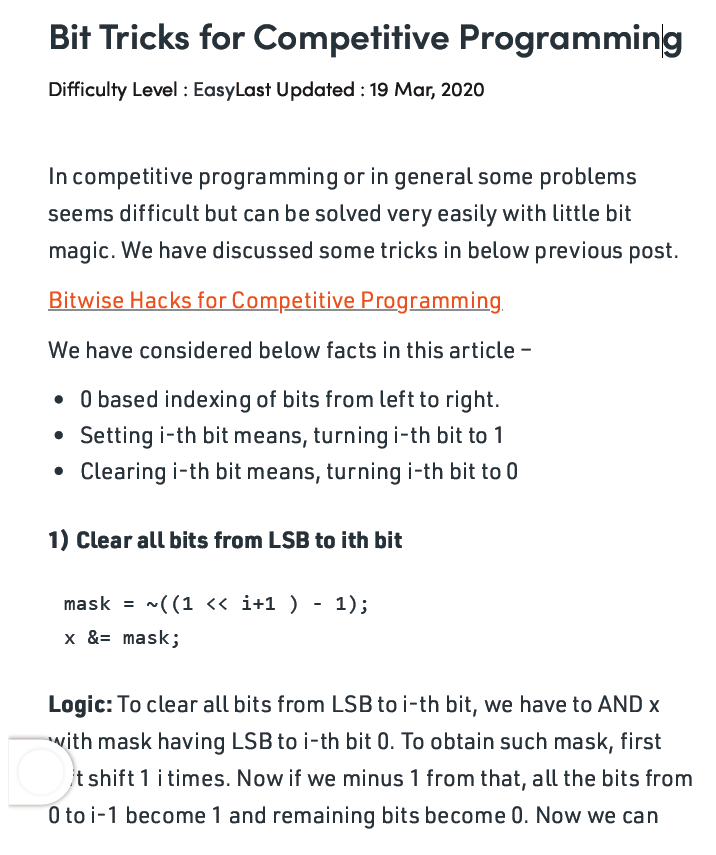 Bit Tricks for Competitive Programming
Difficulty Level : EasyLast Updated : 19 Mar, 2020
In competitive programming or in general some problems
seems difficult but can be solved very easily with little bit
magic. We have discussed some tricks in below previous post.
Bitwise Hacks for Competitive Programming
We have considered below facts in this article –
• 0 based indexing of bits from left to right.
• Setting i-th bit means, turning i-th bit to 1
• Clearing i-th bit means, turning i-th bit to 0
1) Clear all bits from LSB to ith bit
mask = ~((1 << i+1 ) - 1);
x &= mask;
Logic: To clear all bits from LSB to i-th bit, we have to AND x
with mask having LSB to i-th bit 0. To obtain such mask, first
shift 1 i times. Now if we minus 1 from that, all the bits from
0 to i-1 become 1 and remaining bits become 0. Now we can